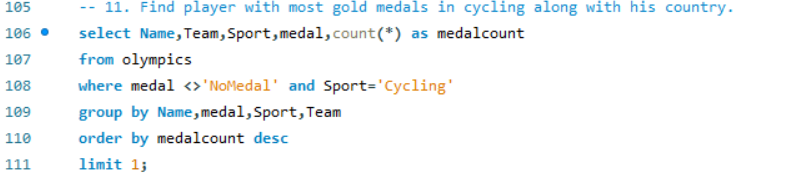 105 -- 11. Find player with most gold medals in cycling along with his country.
106 select Name,Team,Sport,medal,count(*) as medalcount
107 from olympics
108 where medal <>'NoMedal' and Sport='Cycling'
109 group by Name,medal,Sport,Team
110 order by medalcount desc
111 limit 1;